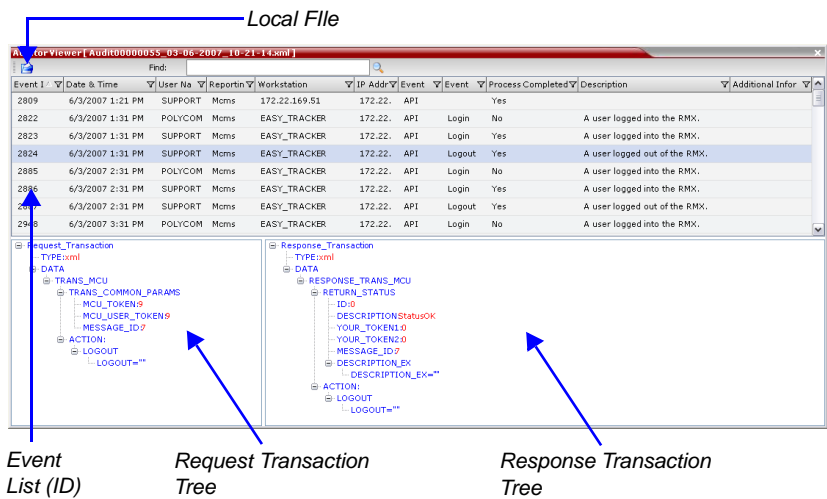 Local FIle
Auditor Viewer [ Audit00000055_03-06-2007_10-21-14.xml ]
Find:
Event I Date & Time User Na Reportin Workstation IP Addr Event Event Process Completed Description Additional Infor
2809 6/3/2007 1:21 PM SUPPORT Mcms 172.22.169.51 172.22. API Yes
2822 6/3/2007 1:31 PM POLYCOM Mcms EASY_TRACKER 172.22. API Login No A user logged into the RMX.
2823 6/3/2007 1:31 PM SUPPORT Mcms EASY_TRACKER 172.22. API Login Yes A user logged into the RMX.
2824 6/3/2007 1:31 PM SUPPORT Mcms EASY_TRACKER 172.22. API Logout Yes A user logged out of the RMX.
2885 6/3/2007 2:31 PM POLYCOM Mcms EASY_TRACKER 172.22. API Login No A user logged into the RMX.
2886 6/3/2007 2:31 PM SUPPORT Mcms EASY_TRACKER 172.22. API Login Yes A user logged into the RMX.
2887 6/3/2007 2:31 PM SUPPORT Mcms EASY_TRACKER 172.22. API Logout Yes A user logged out of the RMX.
2948 6/3/2007 3:31 PM POLYCOM Mcms EASY_TRACKER 172.22. API Login No A user logged into the RMX.
Request_Transaction
TYPE:xml
DATA
TRANS_MCU
TRANS_COMMON_PARAMS
MCU_TOKEN:9
MCU_USER_TOKEN:9
MESSAGE_ID:7
ACTION:
LOGOUT
LOGOUT=""
Response_Transaction
TYPE:xml
DATA
RESPONSE_TRANS_MCU
RETURN_STATUS
ID:0
DESCRIPTION:StatusOK
YOUR_TOKEN1:0
YOUR_TOKEN2:0
MESSAGE_ID:7
DESCRIPTION_EX
DESCRIPTION_EX=""
ACTION:
LOGOUT
LOGOUT=""
Event
List (ID)
Request Transaction
Tree
Response Transaction
Tree